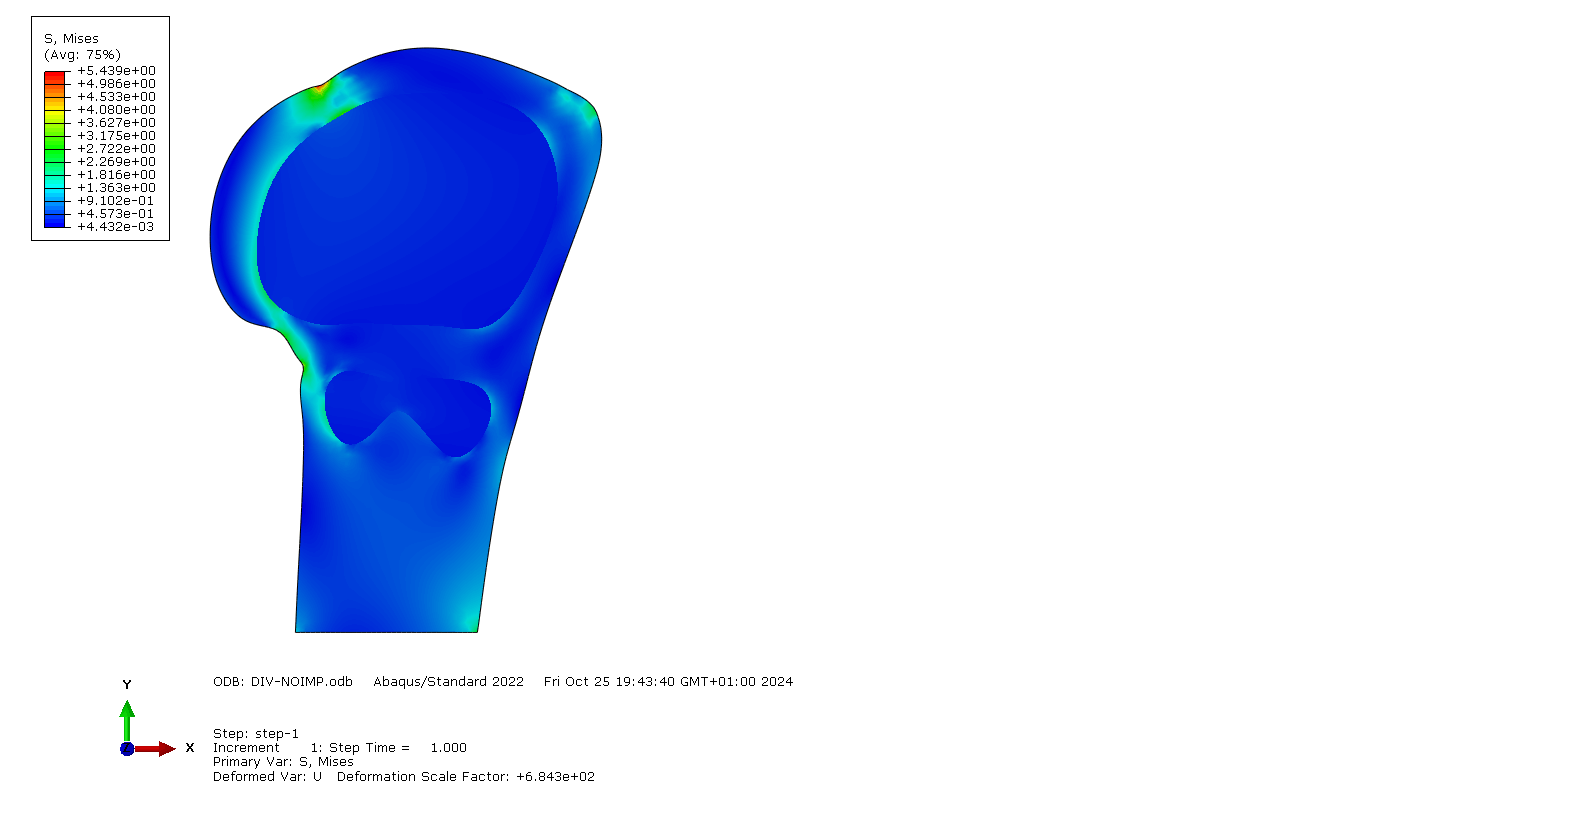 S, Mises
(Avg: 75%)
+5.439e+00
+4.986e+00
+4.533e+00
+4.080e+00
+3.627e+00
+3.175e+00
+2.722e+00
+2.269e+00
+1.816e+00
+1.363e+00
+9.102e-01
+4.573e-01
+4.432e-03
ODB: DIV-NOIMP.odb Abaqus/Standard 2022 Fri Oct 25 19:43:40 GMT+01:00 2024
Y
X
Step: step-1
Increment 1: Step Time = 1.000
Primary Var: S, Mises
Deformed Var: U Deformation Scale Factor: +6.843e+02